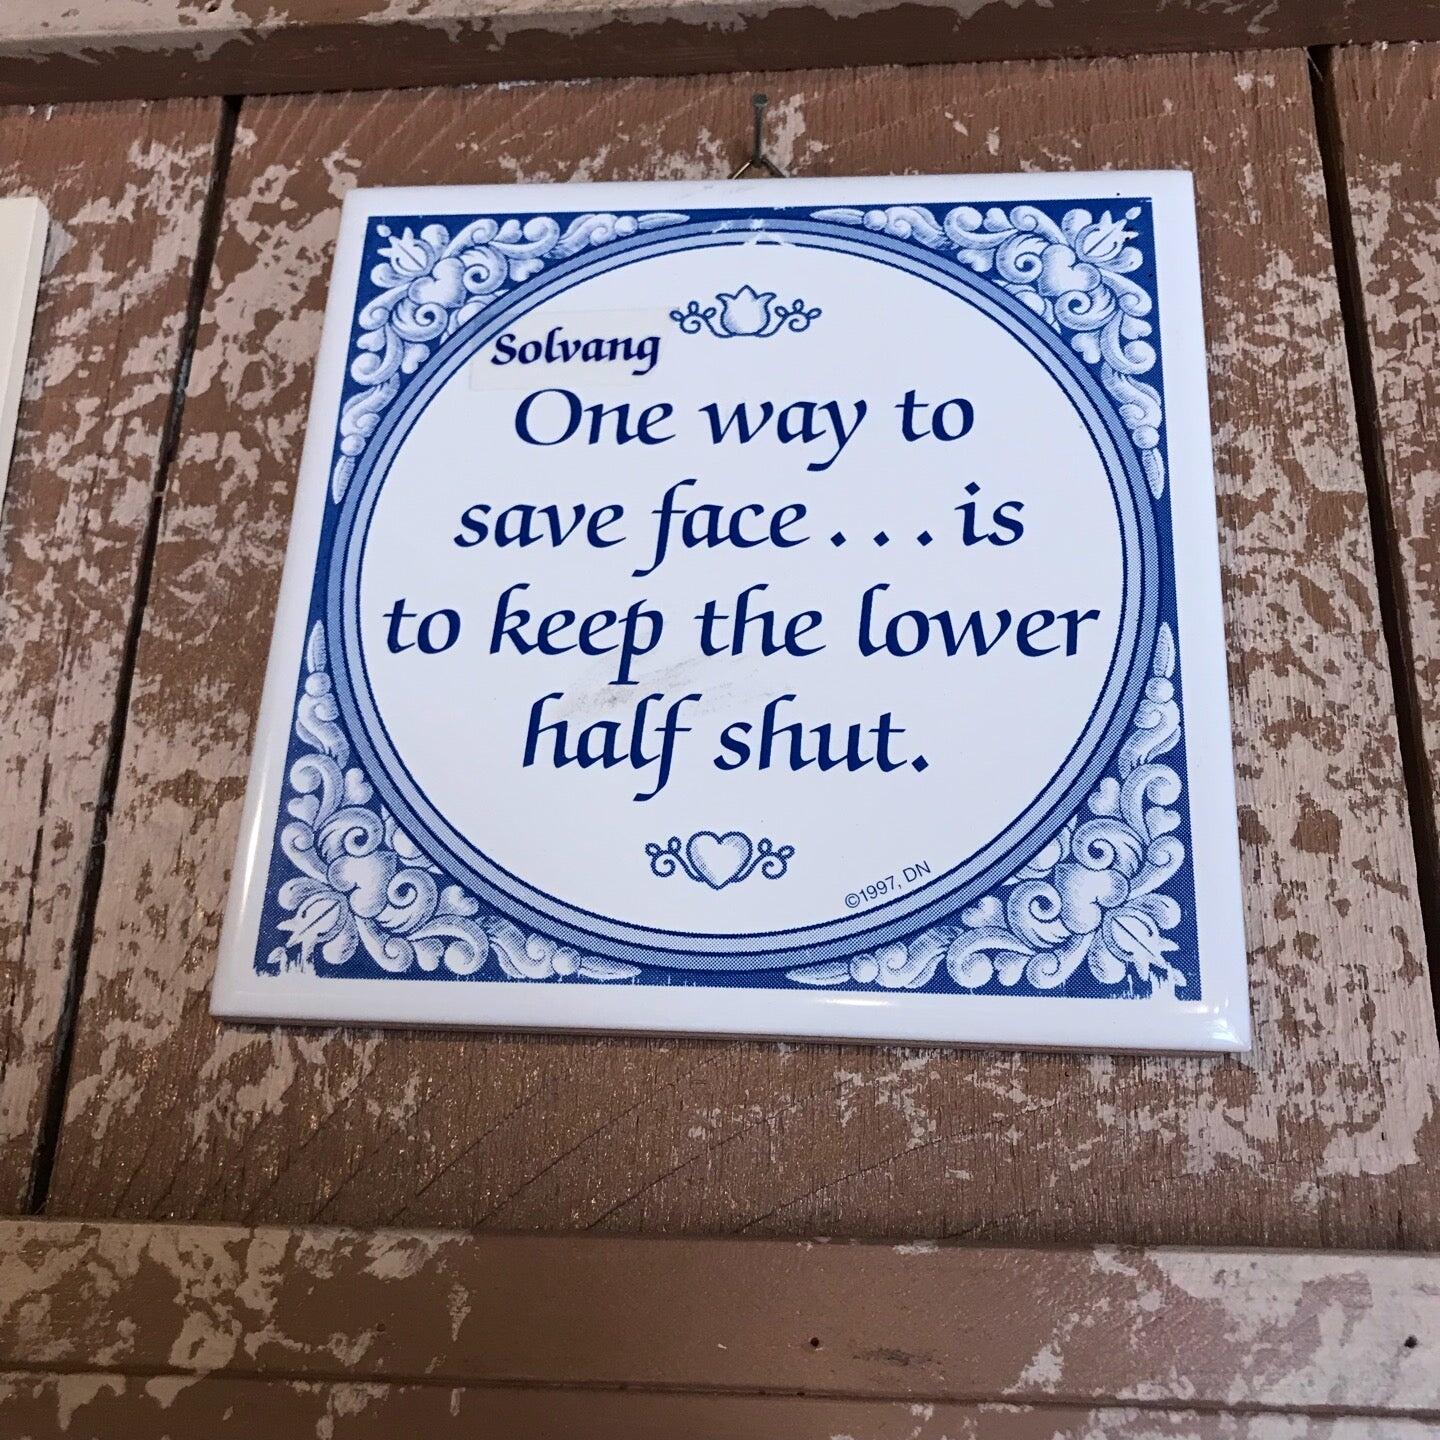 Solvang
One way to
save face...is
to keep the lower
half shut.
©1997, DN